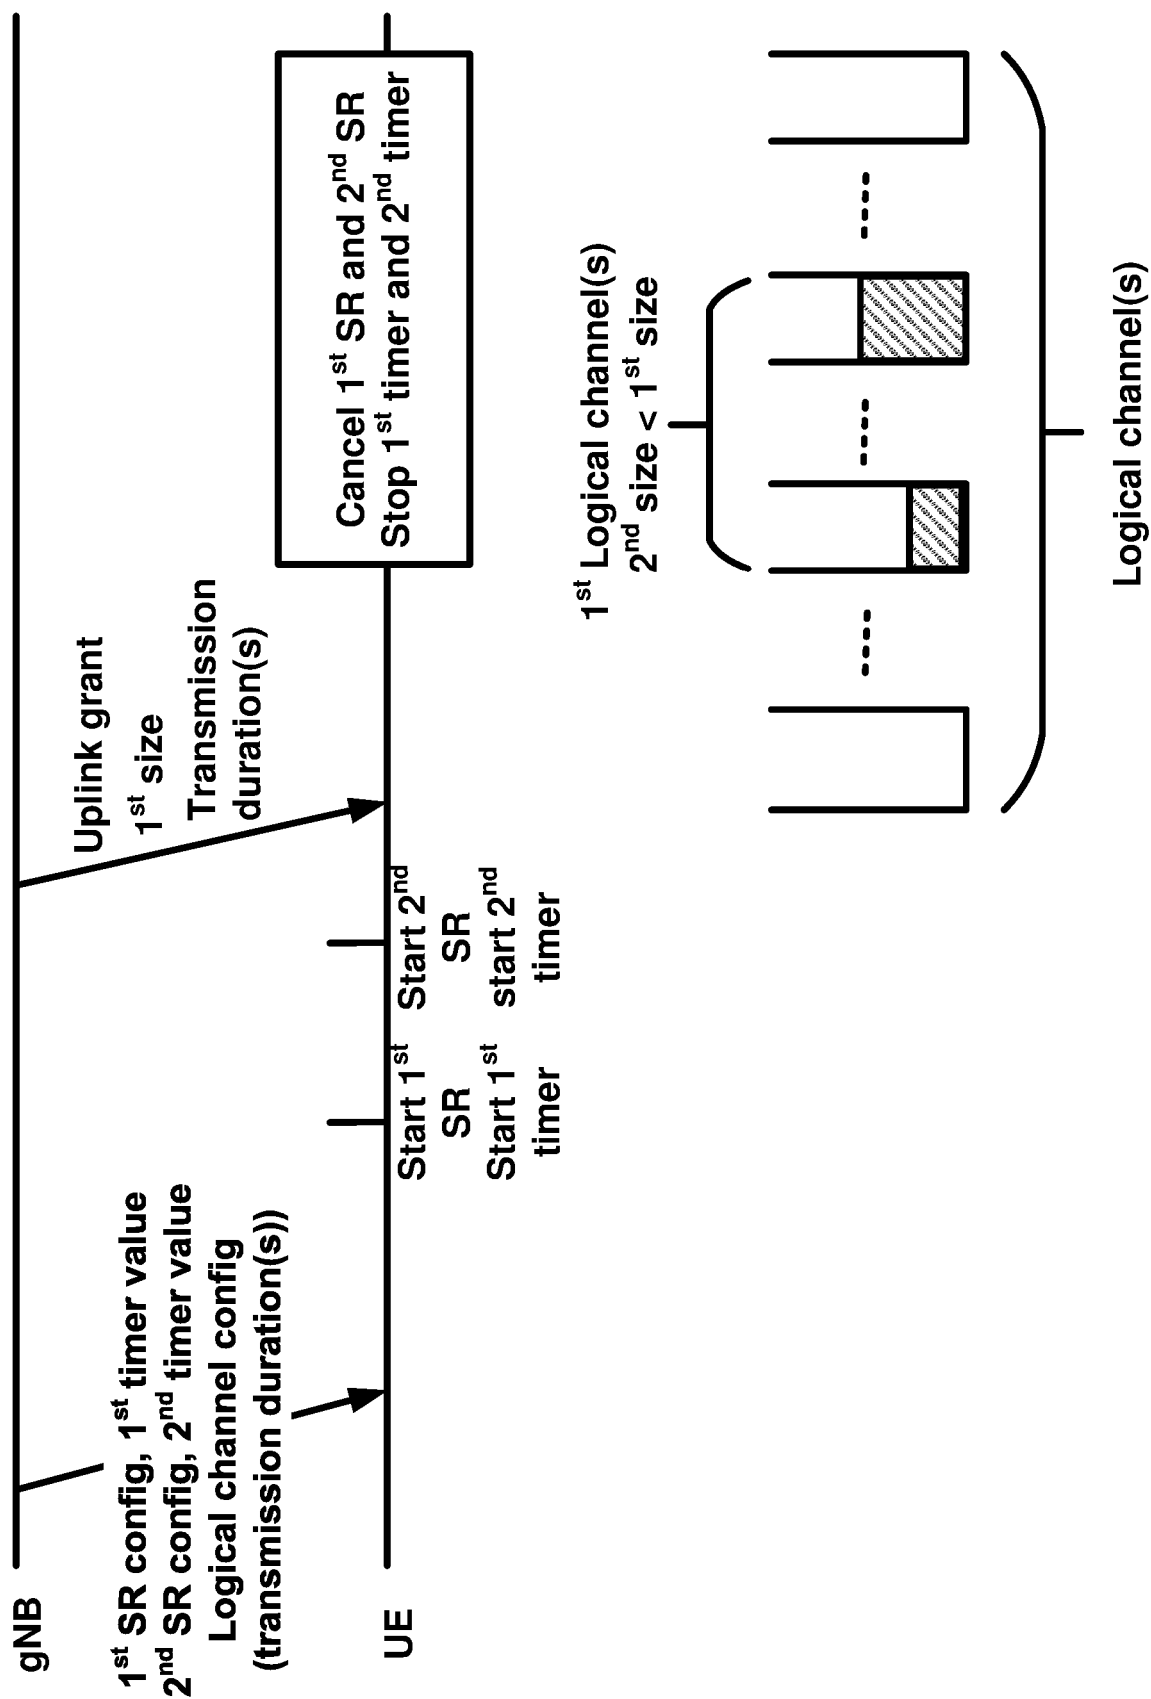 gNB
1st SR config, 1st timer value
2nd SR config, 2nd timer value
Logical channel config
(transmission duration(s))
Uplink grant
1st size
Transmission
duration(s)
UE
Start 1st
SR
Start 1st
timer
Start 2nd
SR
start 2nd
timer
Cancel 1st SR and 2nd SR
Stop 1st timer and 2nd timer
1st Logical channel(s)
2nd size < 1st size
Logical channel(s)